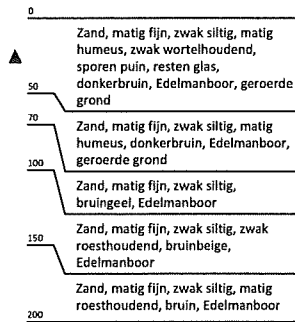 0
Zand, matig fijn, zwak siltig, matig
humeus, zwak wortelhoudend,
sporen puin, resten glas,
donkerbruin, Edelmanboor, geroerde
grond
50
70
Zand, matig fijn, zwak siltig, matig
humeus, donkerbruin, Edelmanboor,
geroerde grond
100
Zand, matig fijn, zwak siltig,
bruingeel, Edelmanboor
150
Zand, matig fijn, zwak siltig, zwak
roesthoudend, bruinbeige,
Edelmanboor
Zand, matig fijn, zwak siltig, matig
roesthoudend, bruin, Edelmanboor
200